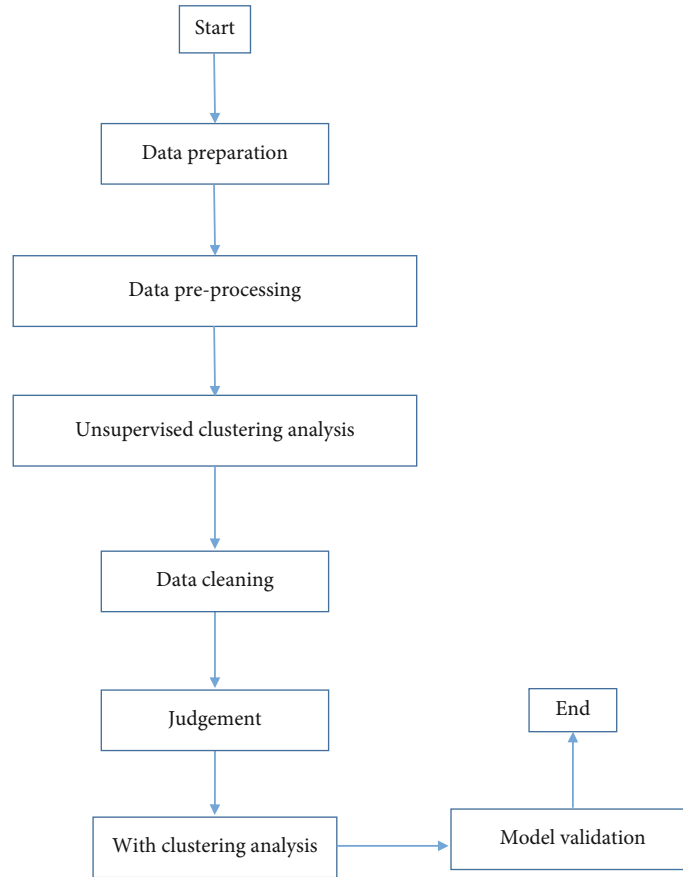 Start
Data preparation
Data pre-processing
Unsupervised clustering analysis
Data cleaning
Judgement
End
With clustering analysis
Model validation